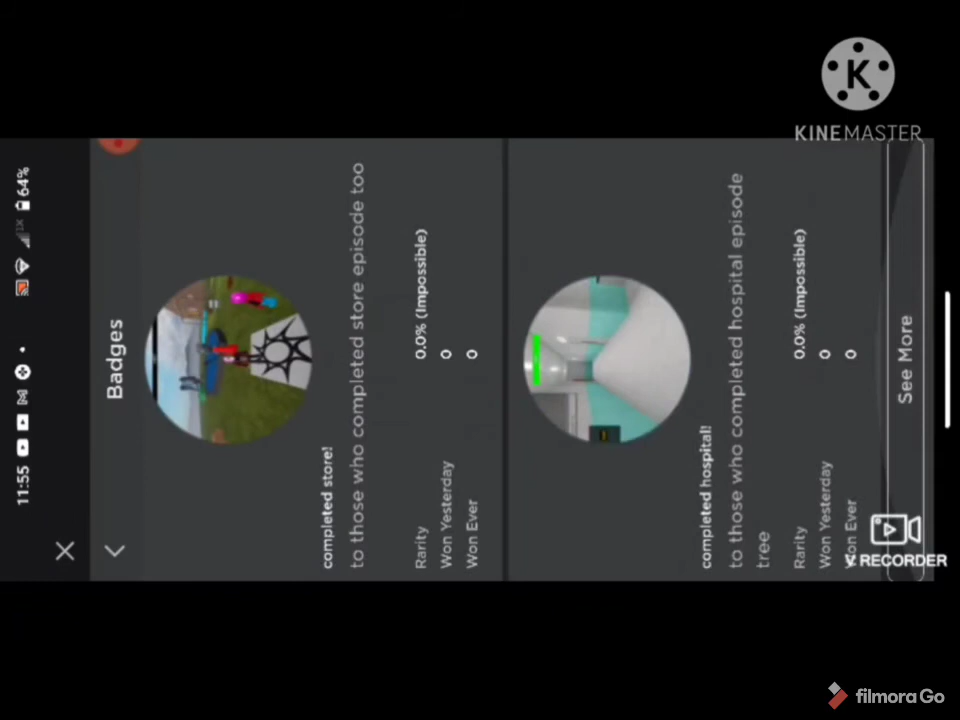 11:55
64%
Badges
completed store!
to those who completed store episode too
Rarity 0.0% (Impossible)
Won Yesterday 0
Won Ever 0
completed hospital!
to those who completed hospital episode
tree
Rarity 0.0% (Impossible)
Won Yesterday 0
Won Ever 0
See More
K
KINEMASTER
V RECORDER
filmora Go